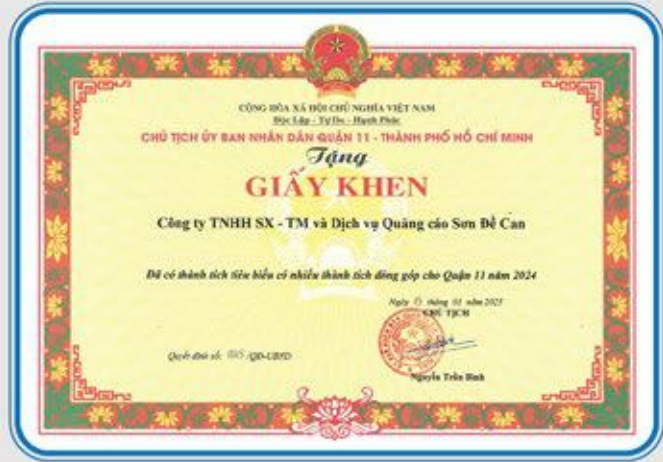 CỘNG HÒA XÃ HỘI CHỦ NGHĨA VIỆT NAM
Độc Lập - Tự Do - Hạnh Phúc
CHỦ TỊCH ỦY BAN NHÂN DÂN QUẬN 11 - THÀNH PHỐ HỒ CHÍ MINH
Tặng
GIẤY KHEN
Công ty TNHH SX - TM và Dịch vụ Quảng cáo Sơn Đề Can
Đã có thành tích tiêu biểu có nhiều thành tích đóng góp cho Quận 11 năm 2024
Ngày tháng 01 năm 2025
CHỦ TỊCH
Quyết định số: /QĐ-UBND
Nguyễn Trần Bình